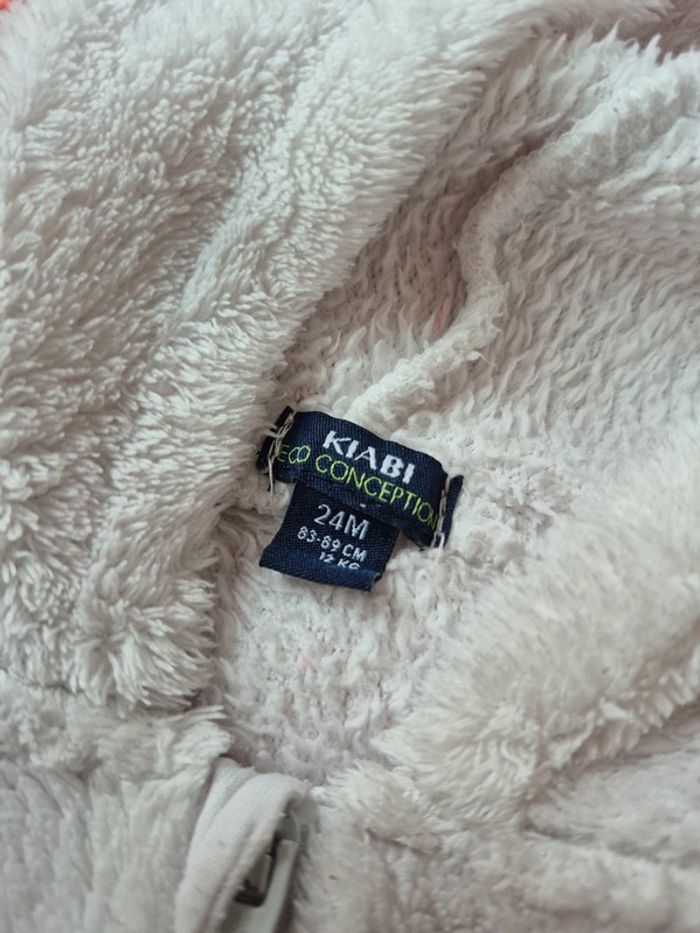 KIABI
ECO CONCEPTION
24M
83-89 CM
12 KG